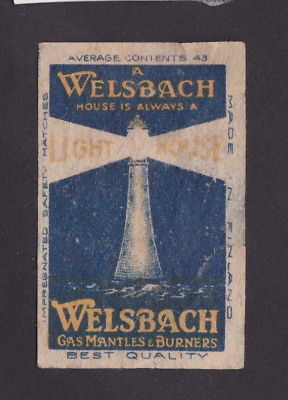 AVERAGE CONTENTS 43
A
WELSBACH
HOUSE IS ALWAYS A
LIGHT HOUSE
WELSBACH
GAS MANTLES & BURNERS
BEST QUALITY
IMPREGNATED SAFETY MATCHES
MADE IN FINLAND